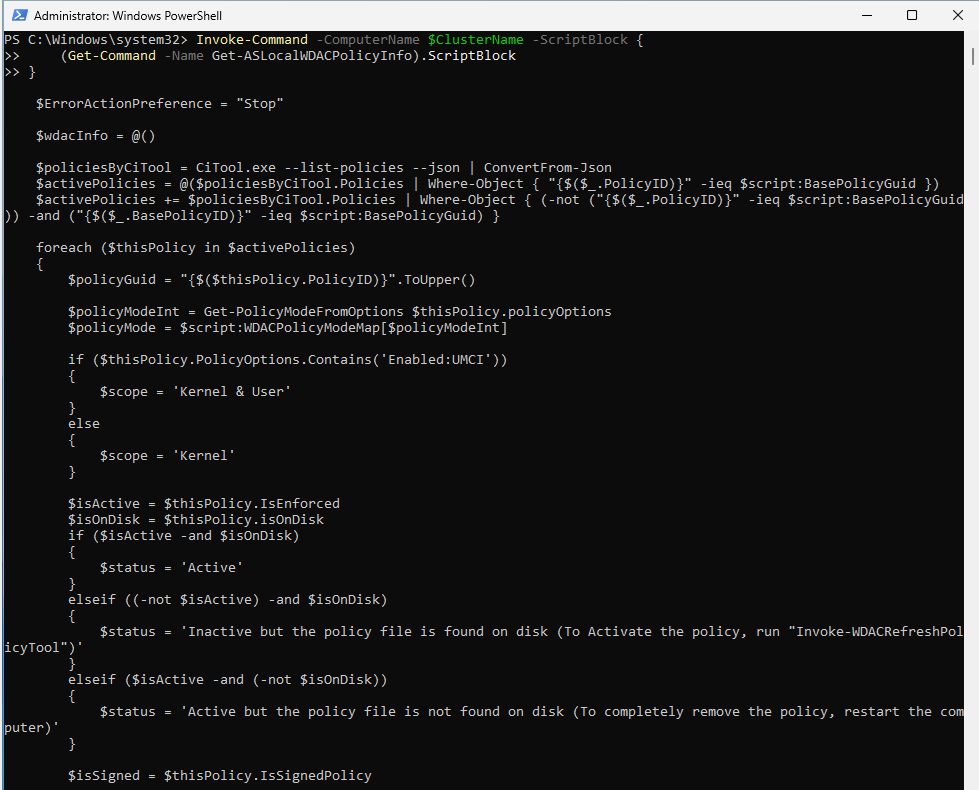 Administrator: Windows PowerShell
PS C:\Windows\system32> Invoke-Command -ComputerName $ClusterName -ScriptBlock {
>>     (Get-Command -Name Get-ASLocalWDACPolicyInfo).ScriptBlock
>> }
    $ErrorActionPreference = "Stop"
    $wdacInfo = @()
    $policiesByCiTool = CiTool.exe --list-policies --json | ConvertFrom-Json
    $activePolicies = @($policiesByCiTool.Policies | Where-Object { "{$($_.PolicyID)}" -ieq $script:BasePolicyGuid })
    $activePolicies += $policiesByCiTool.Policies | Where-Object { (-not ("{$($_.PolicyID)}" -ieq $script:BasePolicyGuid
)) -and ("{$($_.BasePolicyID)}" -ieq $script:BasePolicyGuid) }
    foreach ($thisPolicy in $activePolicies)
    {
        $policyGuid = "{$($thisPolicy.PolicyID)}".ToUpper()
        $policyModeInt = Get-PolicyModeFromOptions $thisPolicy.policyOptions
        $policyMode = $script:WDACPolicyModeMap[$policyModeInt]
        if ($thisPolicy.PolicyOptions.Contains('Enabled:UMCI'))
        {
            $scope = 'Kernel & User'
        }
        else
        {
            $scope = 'Kernel'
        }
        $isActive = $thisPolicy.IsEnforced
        $isOnDisk = $thisPolicy.isOnDisk
        if ($isActive -and $isOnDisk)
        {
            $status = 'Active'
        }
        elseif ((-not $isActive) -and $isOnDisk)
        {
            $status = 'Inactive but the policy file is found on disk (To Activate the policy, run "Invoke-WDACRefreshPol
icyTool")'
        }
        elseif ($isActive -and (-not $isOnDisk))
        {
            $status = 'Active but the policy file is not found on disk (To completely remove the policy, restart the com
puter)'
        }
        $isSigned = $thisPolicy.IsSignedPolicy